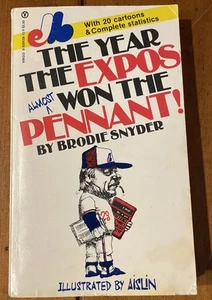 With 20 cartoons
& Complete statistics
THE YEAR
THE EXPOS
ALMOST WON THE
PENNANT!
BY BRODIE SNYDER
ILLUSTRATED BY AISLIN